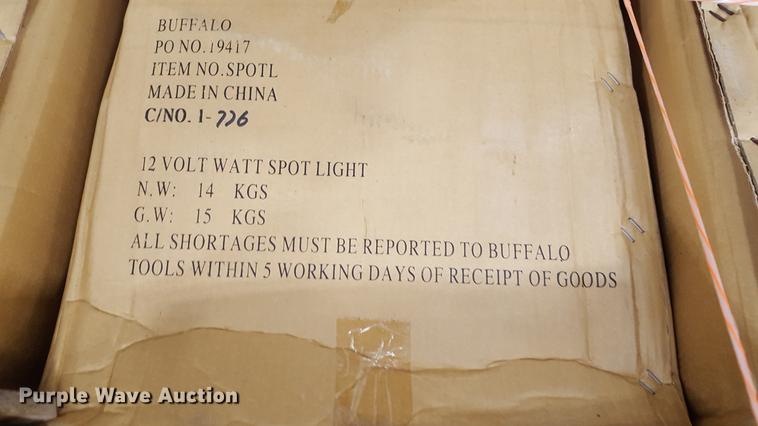 BUFFALO
PO NO.19417
ITEM NO.SPOTL
MADE IN CHINA
C/NO. 1-726
12 VOLT WATT SPOT LIGHT
N.W: 14 KGS
G.W: 15 KGS
ALL SHORTAGES MUST BE REPORTED TO BUFFALO
TOOLS WITHIN 5 WORKING DAYS OF RECEIPT OF GOODS
Purple Wave Auction